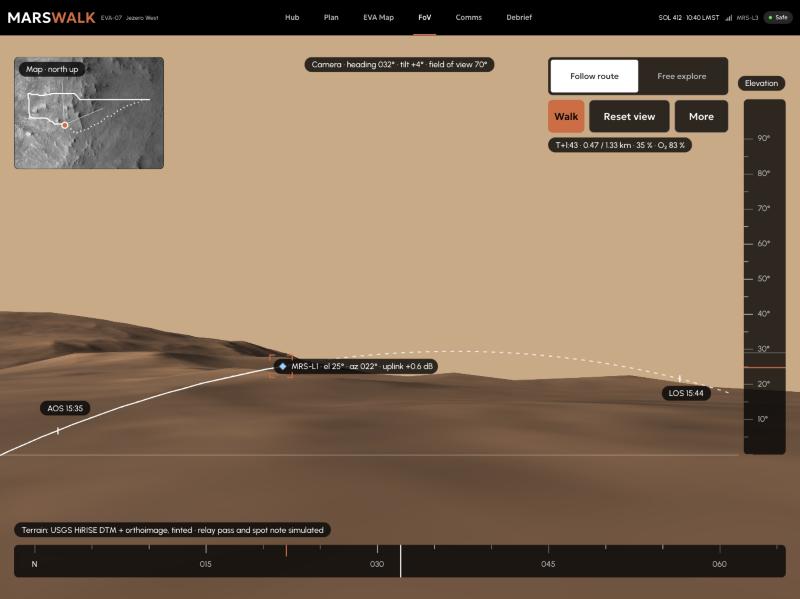 MARSWALK EVA-07 Jezero West
Hub Plan EVA Map FoV Comms Debrief
SOL 412 · 10:40 LMST MRS-L3 Safe
Map · north up
Camera · heading 032° · tilt +4° · field of view 70°
Follow route Free explore
Elevation
Walk Reset view More
T+1:43 · 0.47 / 1.33 km · 35 % · O₂ 83 %
90°
80°
70°
60°
50°
40°
30°
20°
10°
MRS-L1 · el 25° · az 022° · uplink +0.6 dB
LOS 15:44
AOS 15:35
Terrain: USGS HiRISE DTM + orthoimage, tinted · relay pass and spot note simulated
N 015 030 045 060